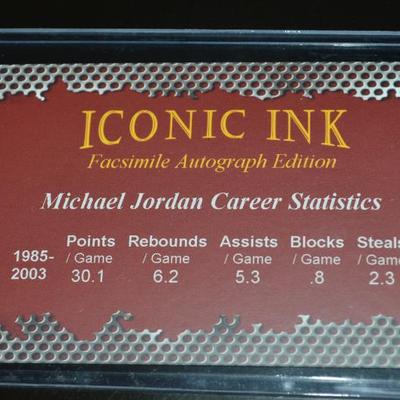 ICONIC INK
Facsimile Autograph Edition
Michael Jordan Career Statistics
Points Rebounds Assists Blocks Steals
1985-
2003
/ Game / Game / Game / Game / Game
30.1 6.2 5.3 .8 2.3